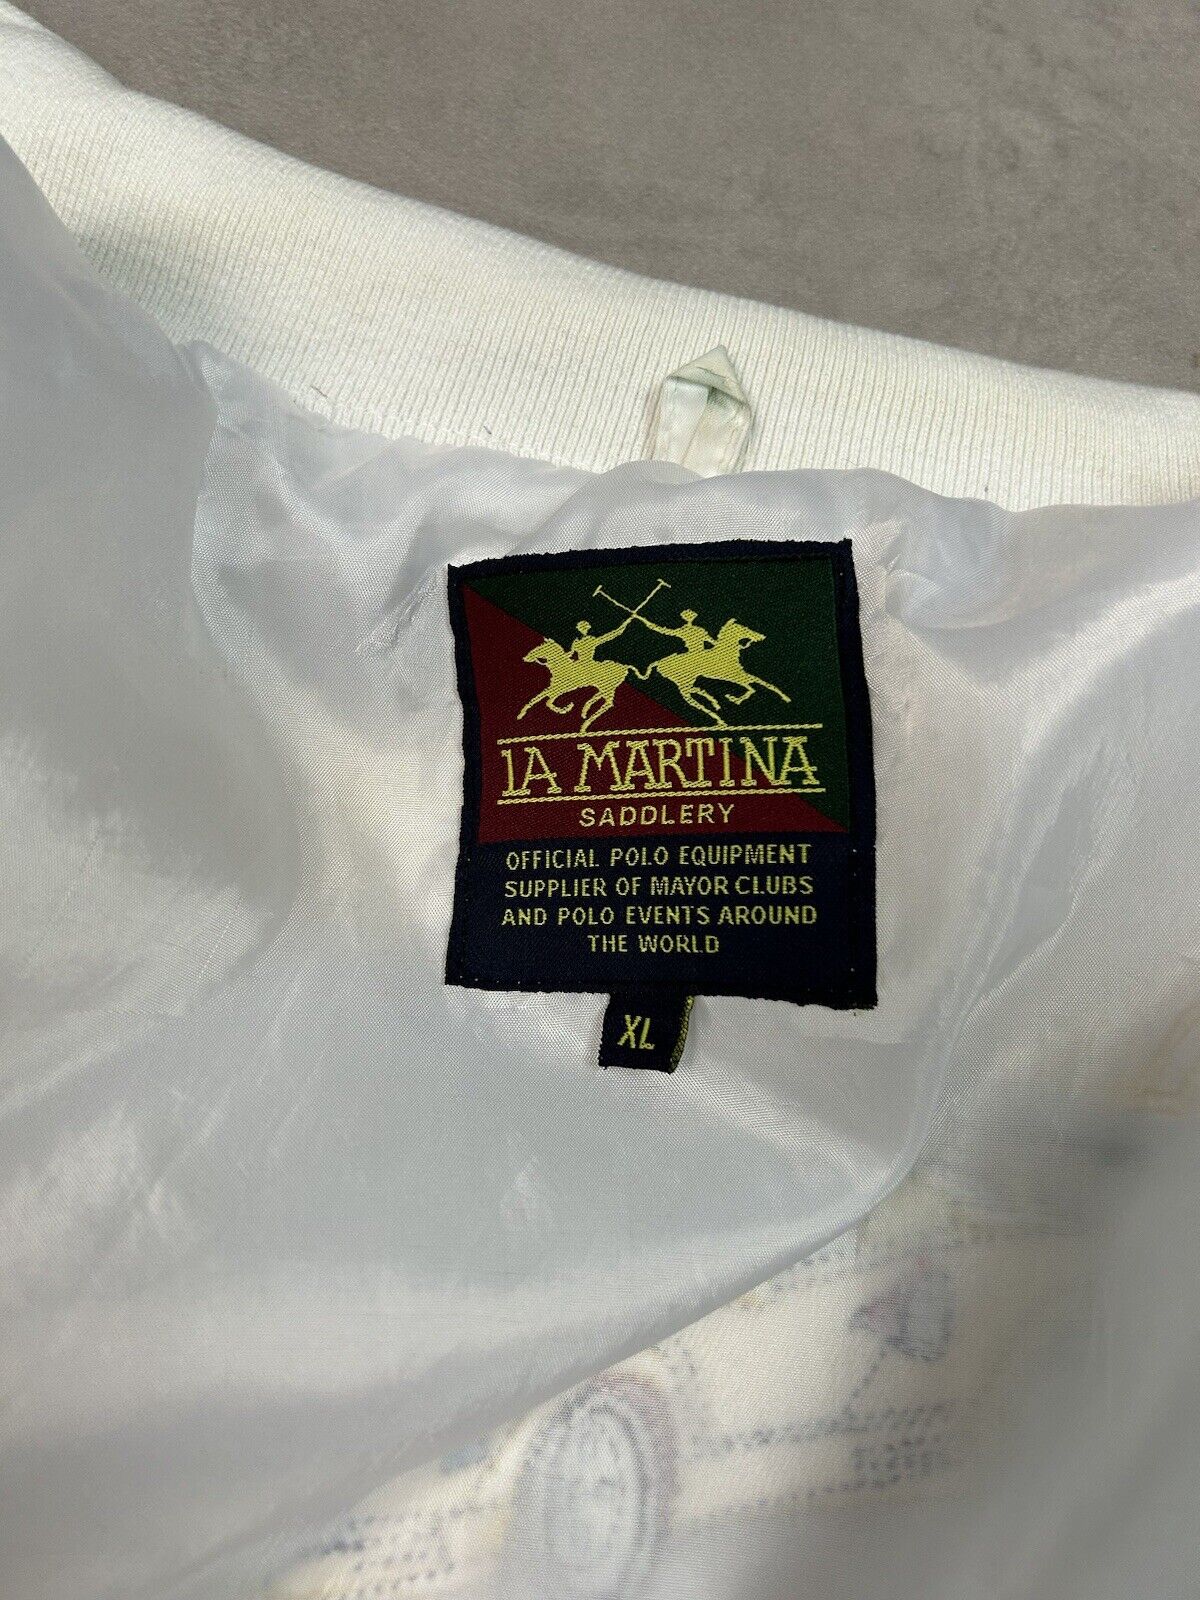 LA MARTINA
SADDLERY
OFFICIAL POLO EQUIPMENT
SUPPLIER OF MAYOR CLUBS
AND POLO EVENTS AROUND
THE WORLD
XL